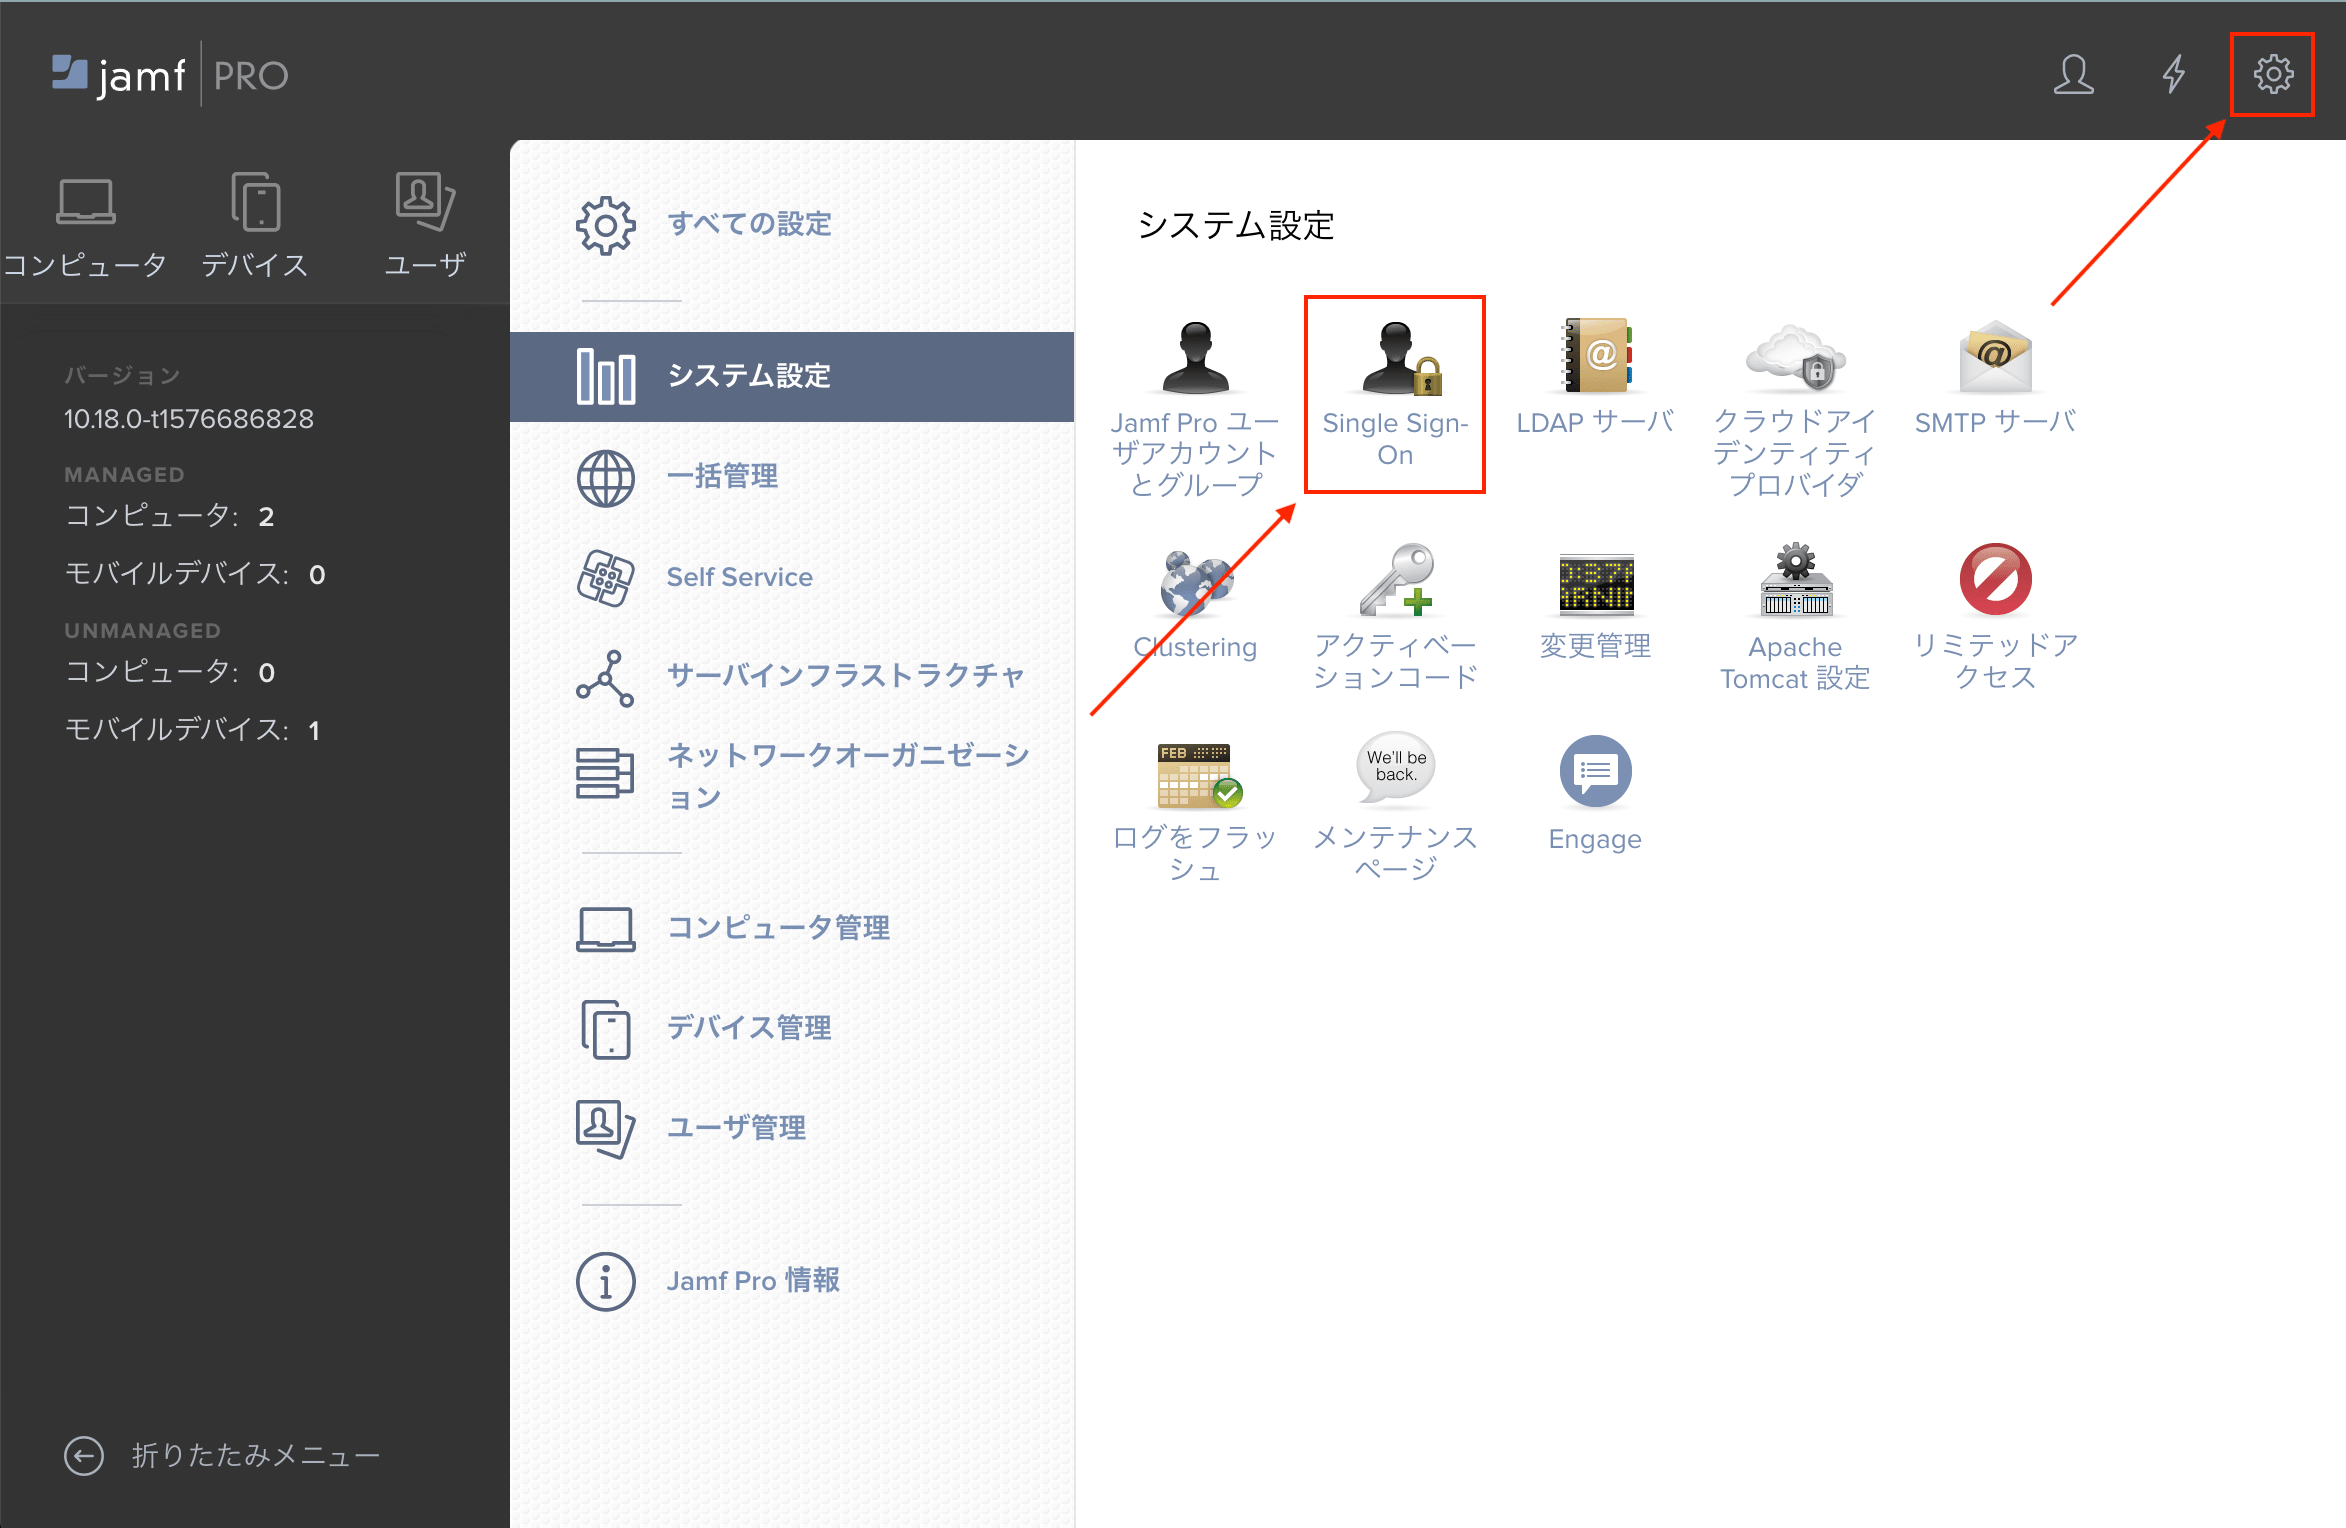 jamf PRO
コンピュータ
デバイス
ユーザ
バージョン
10.18.0-t1576686828
MANAGED
コンピュータ: 2
モバイルデバイス: 0
UNMANAGED
コンピュータ: 0
モバイルデバイス: 1
折りたたみメニュー
すべての設定
システム設定
一括管理
Self Service
サーバインフラストラクチャ
ネットワークオーガニゼーシ
ョン
コンピュータ管理
デバイス管理
ユーザ管理
Jamf Pro 情報
システム設定
Jamf Pro ユー
ザアカウント
とグループ
Single Sign-
On
LDAP サーバ
クラウドアイ
デンティティ
プロバイダ
SMTP サーバ
Clustering
アクティベー
ションコード
変更管理
Apache
Tomcat 設定
リミテッドア
クセス
FEB
ログをフラッ
シュ
We'll be
back.
メンテナンス
ページ
Engage